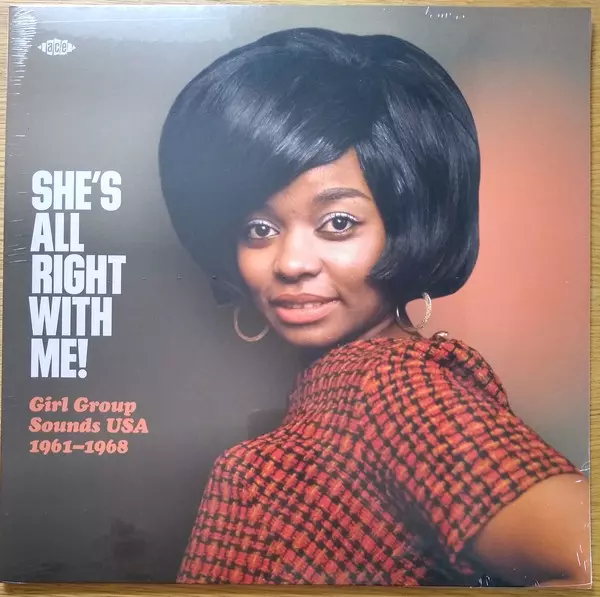 ace
SHE'S
ALL
RIGHT
WITH
ME!
Girl Group
Sounds USA
1961–1968